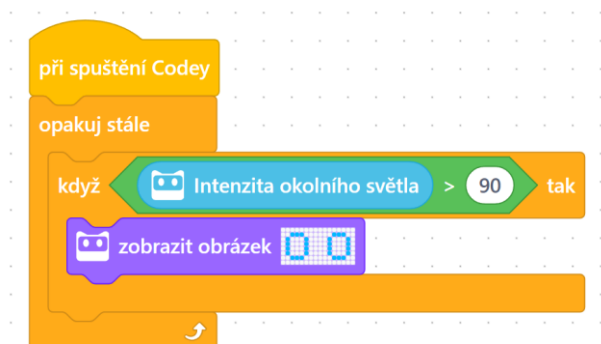 při spuštění Codey
opakuj stále
když Intenzita okolního světla > 90 tak
zobrazit obrázek